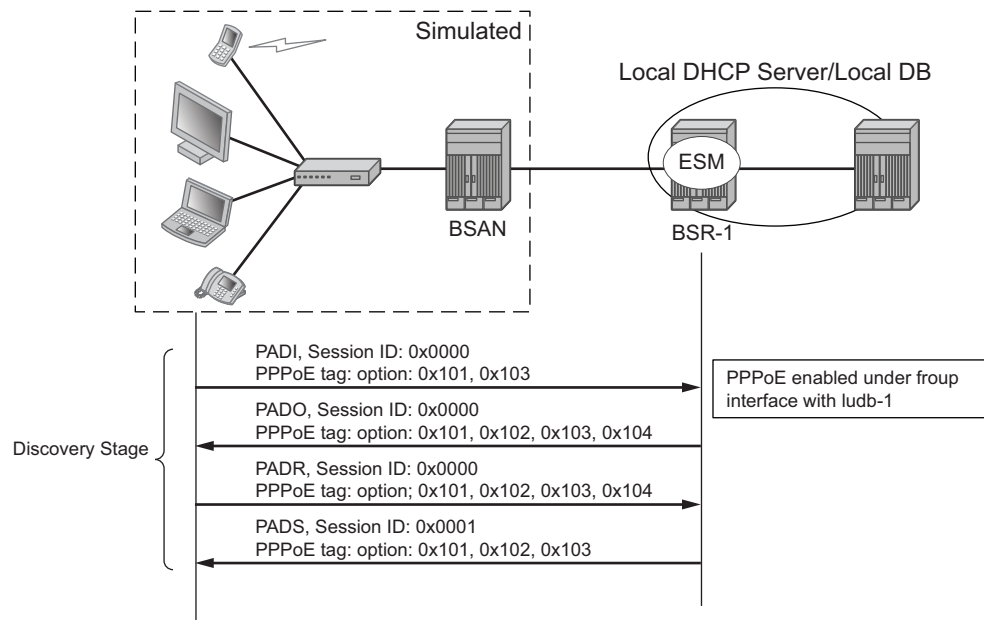 Simulated
Local DHCP Server/Local DB
ESM
BSAN
BSR-1
PADI, Session ID: 0x0000
PPPoE tag: option: 0x101, 0x103
PPPoE enabled under froup
interface with ludb-1
PADO, Session ID: 0x0000
PPPoE tag: option: 0x101, 0x102, 0x103, 0x104
Discovery Stage
PADR, Session ID: 0x0000
PPPoE tag: option; 0x101, 0x102, 0x103, 0x104
PADS, Session ID: 0x0001
PPPoE tag: option: 0x101, 0x102, 0x103